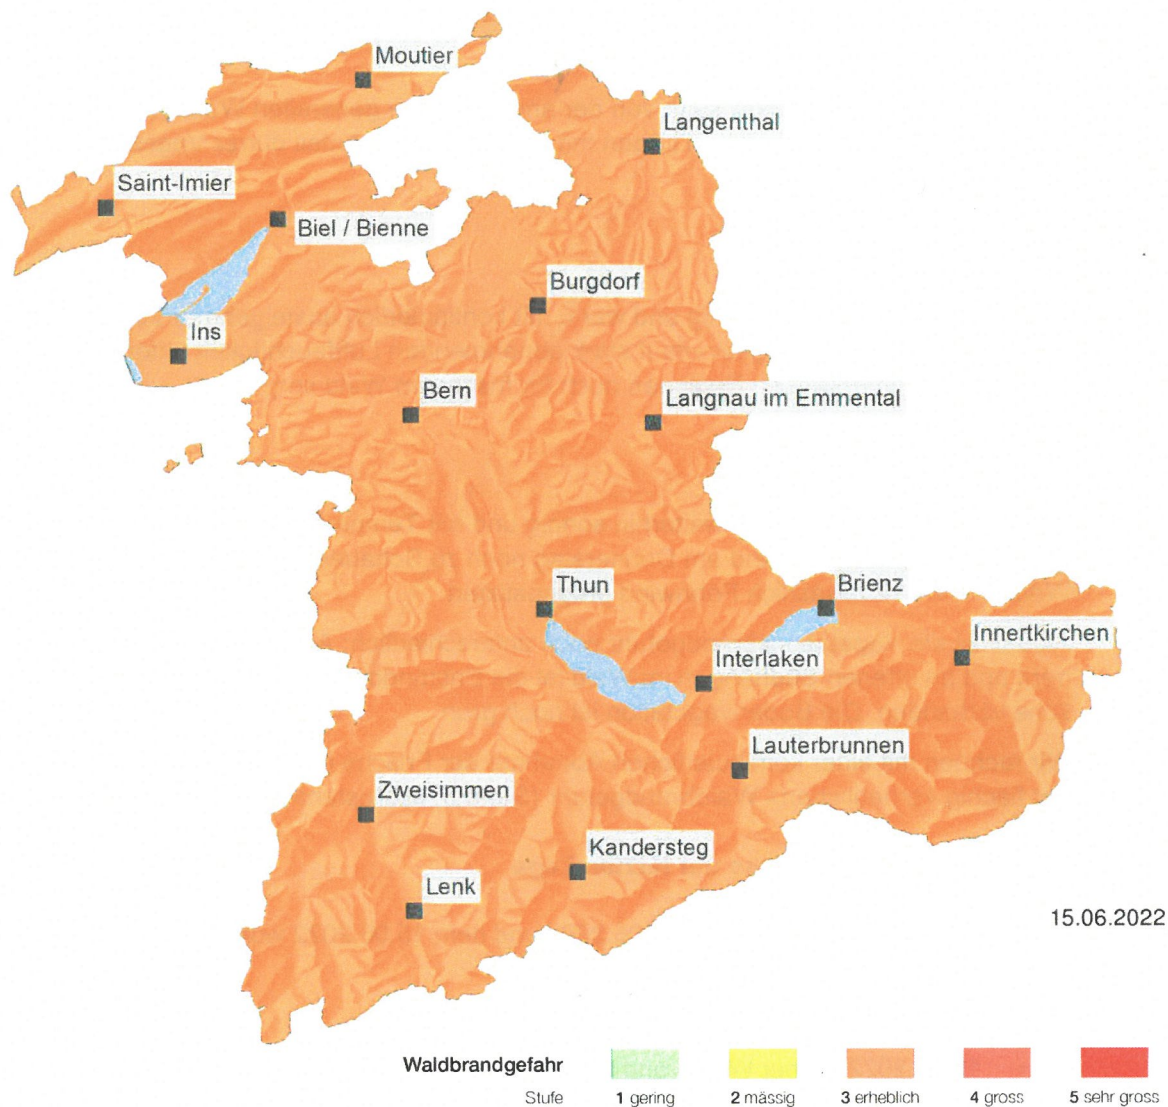 Moutier
Langenthal
Saint-Imier
Biel / Bienne
Burgdorf
Ins
Bern
Langnau im Emmental
Thun
Brienz
Innertkirchen
Interlaken
Lauterbrunnen
Zweisimmen
Kandersteg
Lenk
15.06.2022
Waldbrandgefahr
Stufe 1 gering 2 mässig 3 erheblich 4 gross 5 sehr gross